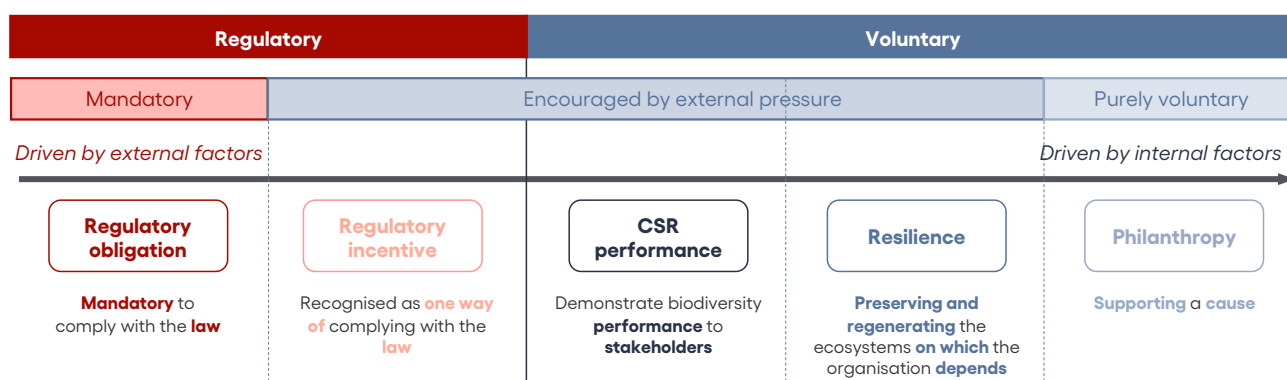 Regulatory
Voluntary
Mandatory
Encouraged by external pressure
Purely voluntary
Driven by external factors
Driven by internal factors
Regulatory
obligation
Regulatory
incentive
CSR
performance
Resilience
Philanthropy
Mandatory to
comply with the law
Recognised as one way
of complying with the
law
Demonstrate biodiversity
performance to
stakeholders
Preserving and
regenerating the
ecosystems on which the
organisation depends
Supporting a cause